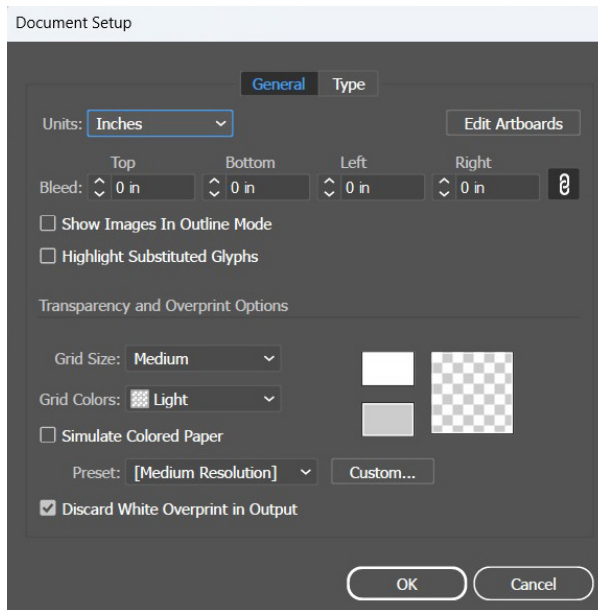 Document Setup
General Type
Units: Inches Edit Artboards
Top Bottom Left Right
Bleed: 0 in 0 in 0 in 0 in
Show Images In Outline Mode
Highlight Substituted Glyphs
Transparency and Overprint Options
Grid Size: Medium
Grid Colors: Light
Simulate Colored Paper
Preset: [Medium Resolution] Custom...
Discard White Overprint in Output
OK Cancel